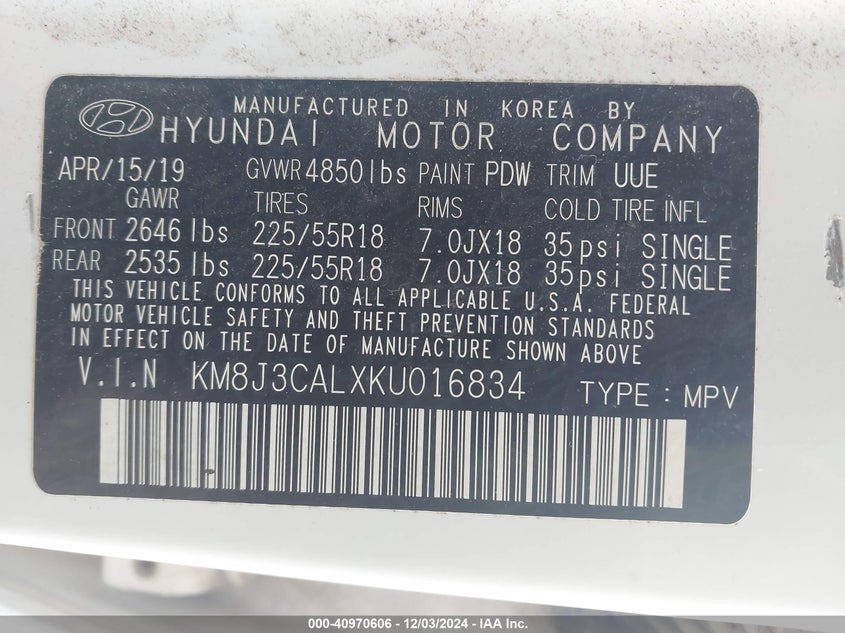 MANUFACTURED IN KOREA BY
HYUNDAI MOTOR COMPANY
APR/15/19 GVWR 4850lbs PAINT PDW TRIM UUE
GAWR TIRES RIMS COLD TIRE INFL
FRONT 2646 lbs 225/55R18 7.0JX18 35psi SINGLE
REAR 2535 lbs 225/55R18 7.0JX18 35psi SINGLE
THIS VEHICLE CONFORMS TO ALL APPLICABLE U.S.A. FEDERAL
MOTOR VEHICLE SAFETY AND THEFT PREVENTION STANDARDS
IN EFFECT ON THE DATE OF MANUFACTURE SHOWN ABOVE
V.I.N KM8J3CALXKU016834 TYPE : MPV
000-40970606 - 12/03/2024 - IAA Inc.